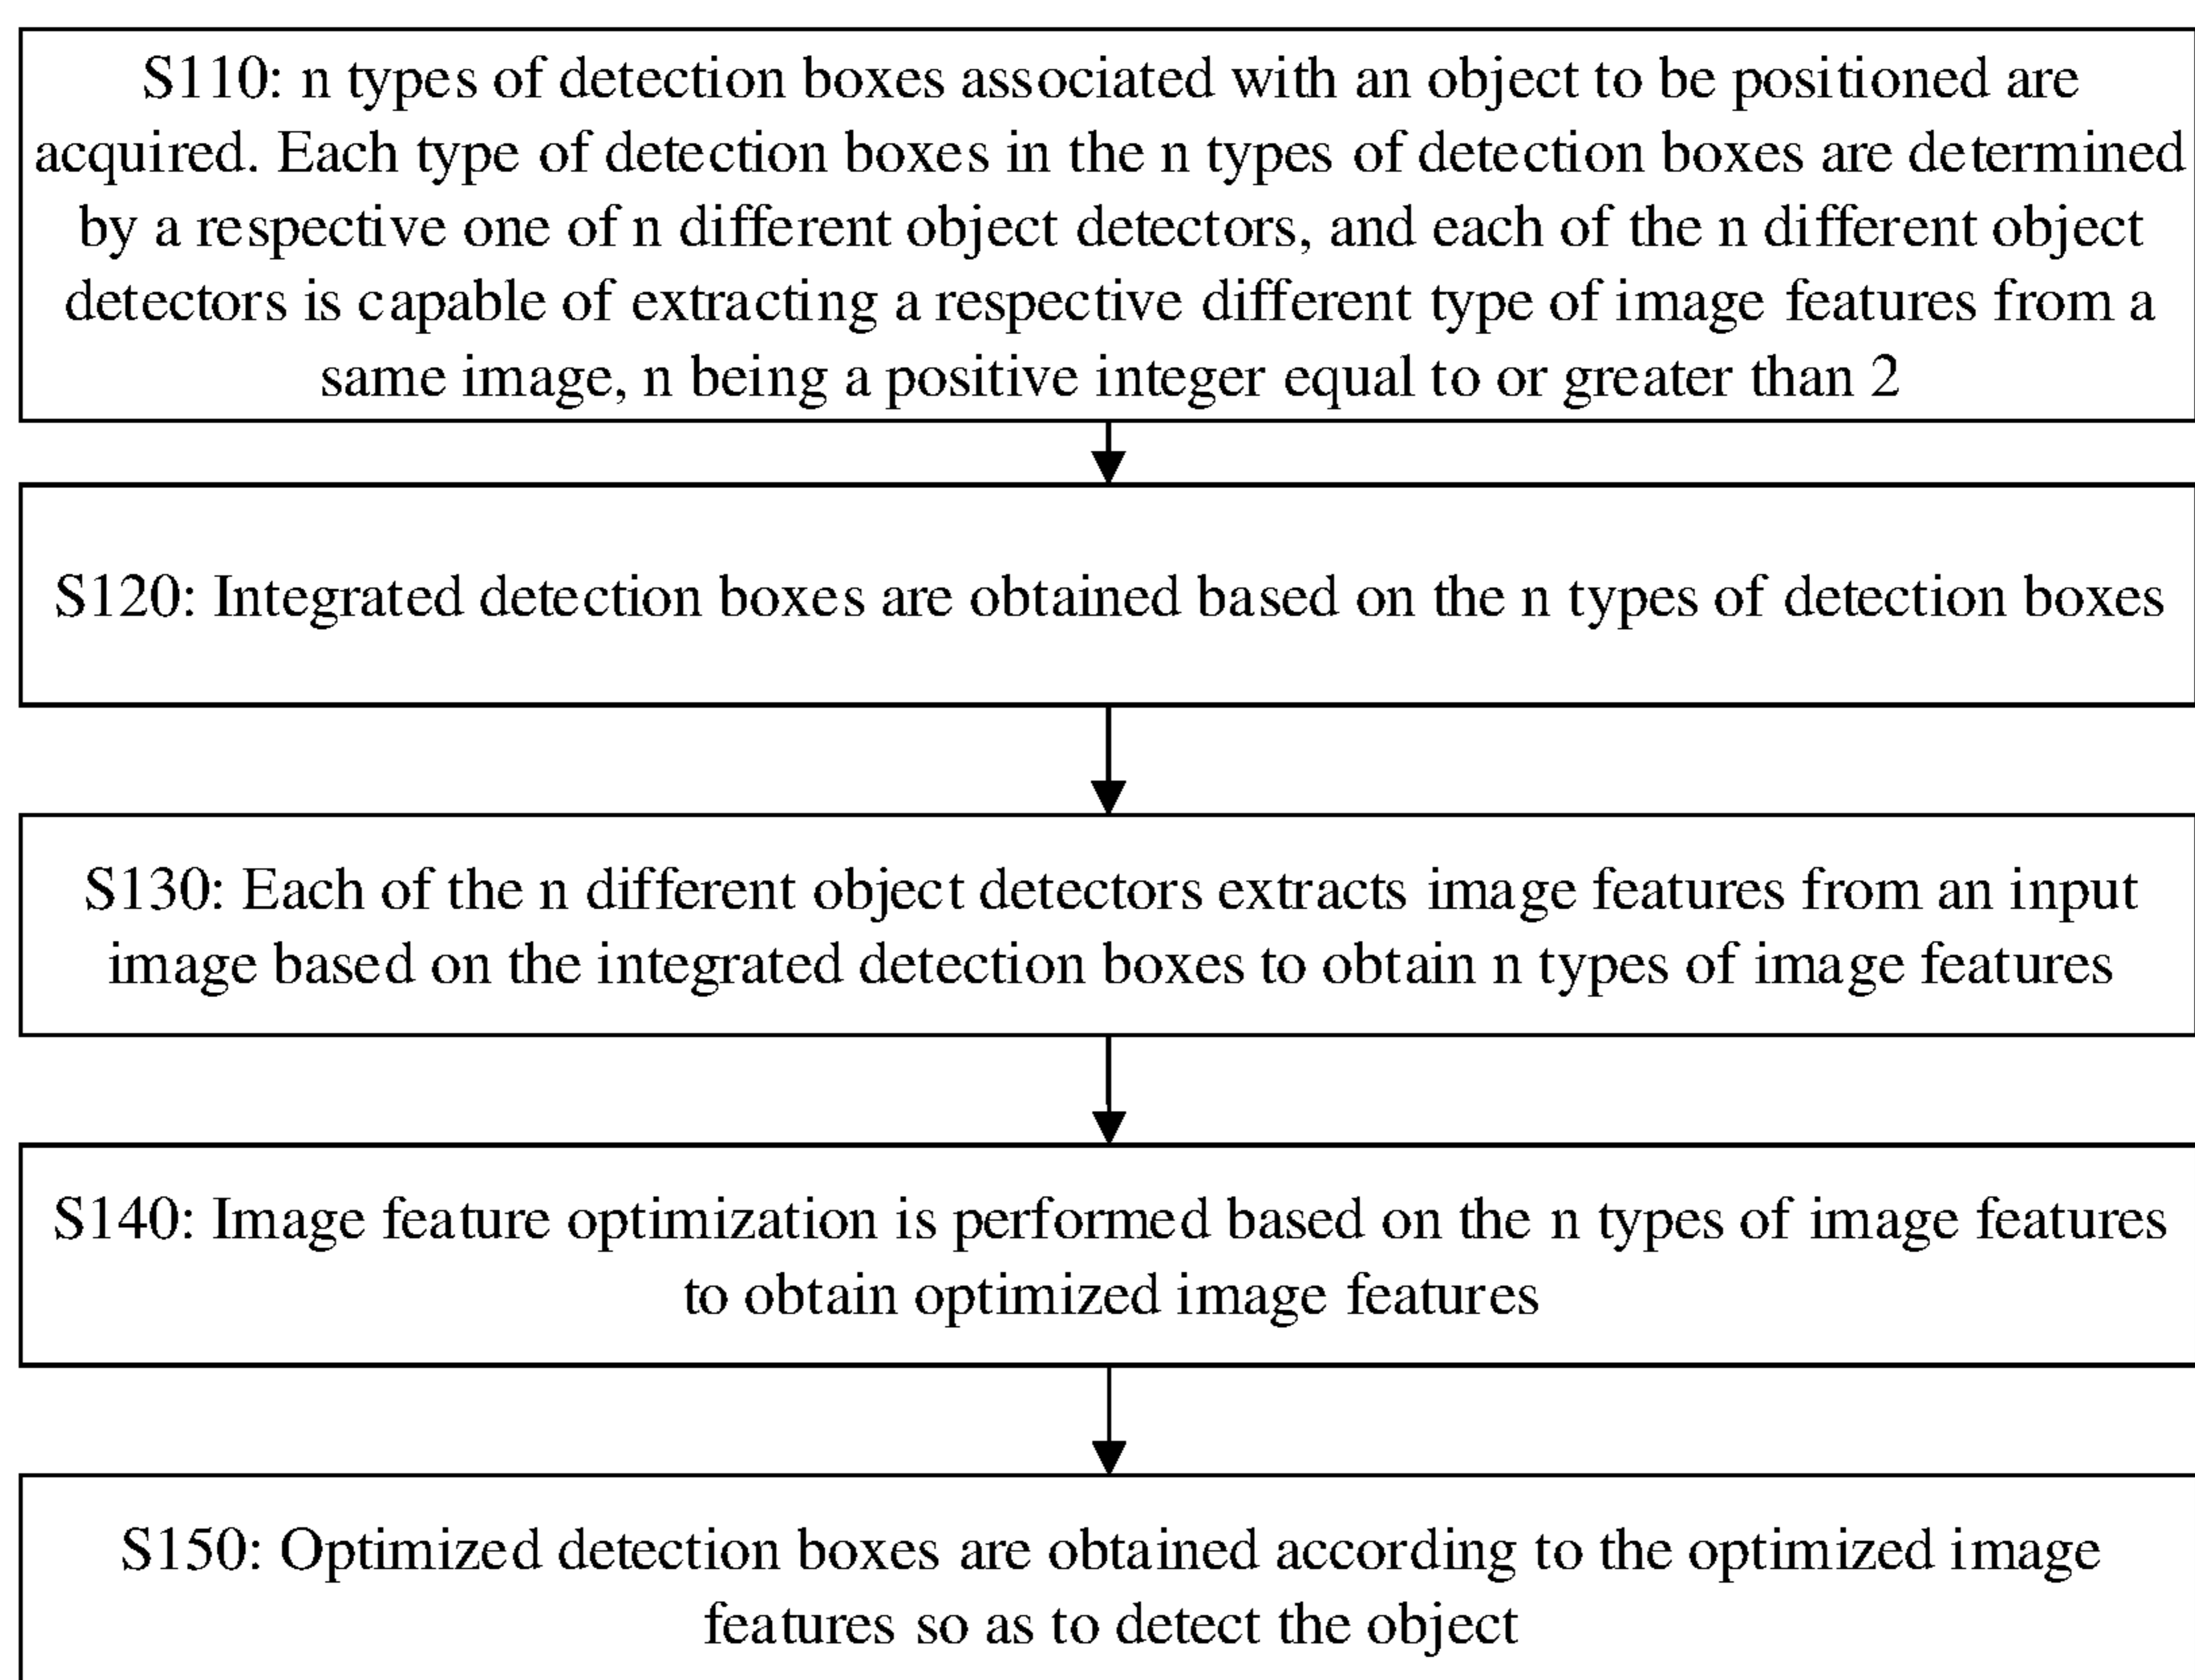 S110: n types of detection boxes associated with an object to be positioned are
acquired. Each type of detection boxes in the n types of detection boxes are determined
by a respective one of n different object detectors, and each of the n different object
detectors is capable of extracting a respective different type of image features from a
same image, n being a positive integer equal to or greater than 2
S120: Integrated detection boxes are obtained based on the n types of detection boxes
S130: Each of the n different object detectors extracts image features from an input
image based on the integrated detection boxes to obtain n types of image features
S140: Image feature optimization is performed based on the n types of image features
to obtain optimized image features
S150: Optimized detection boxes are obtained according to the optimized image
features so as to detect the object